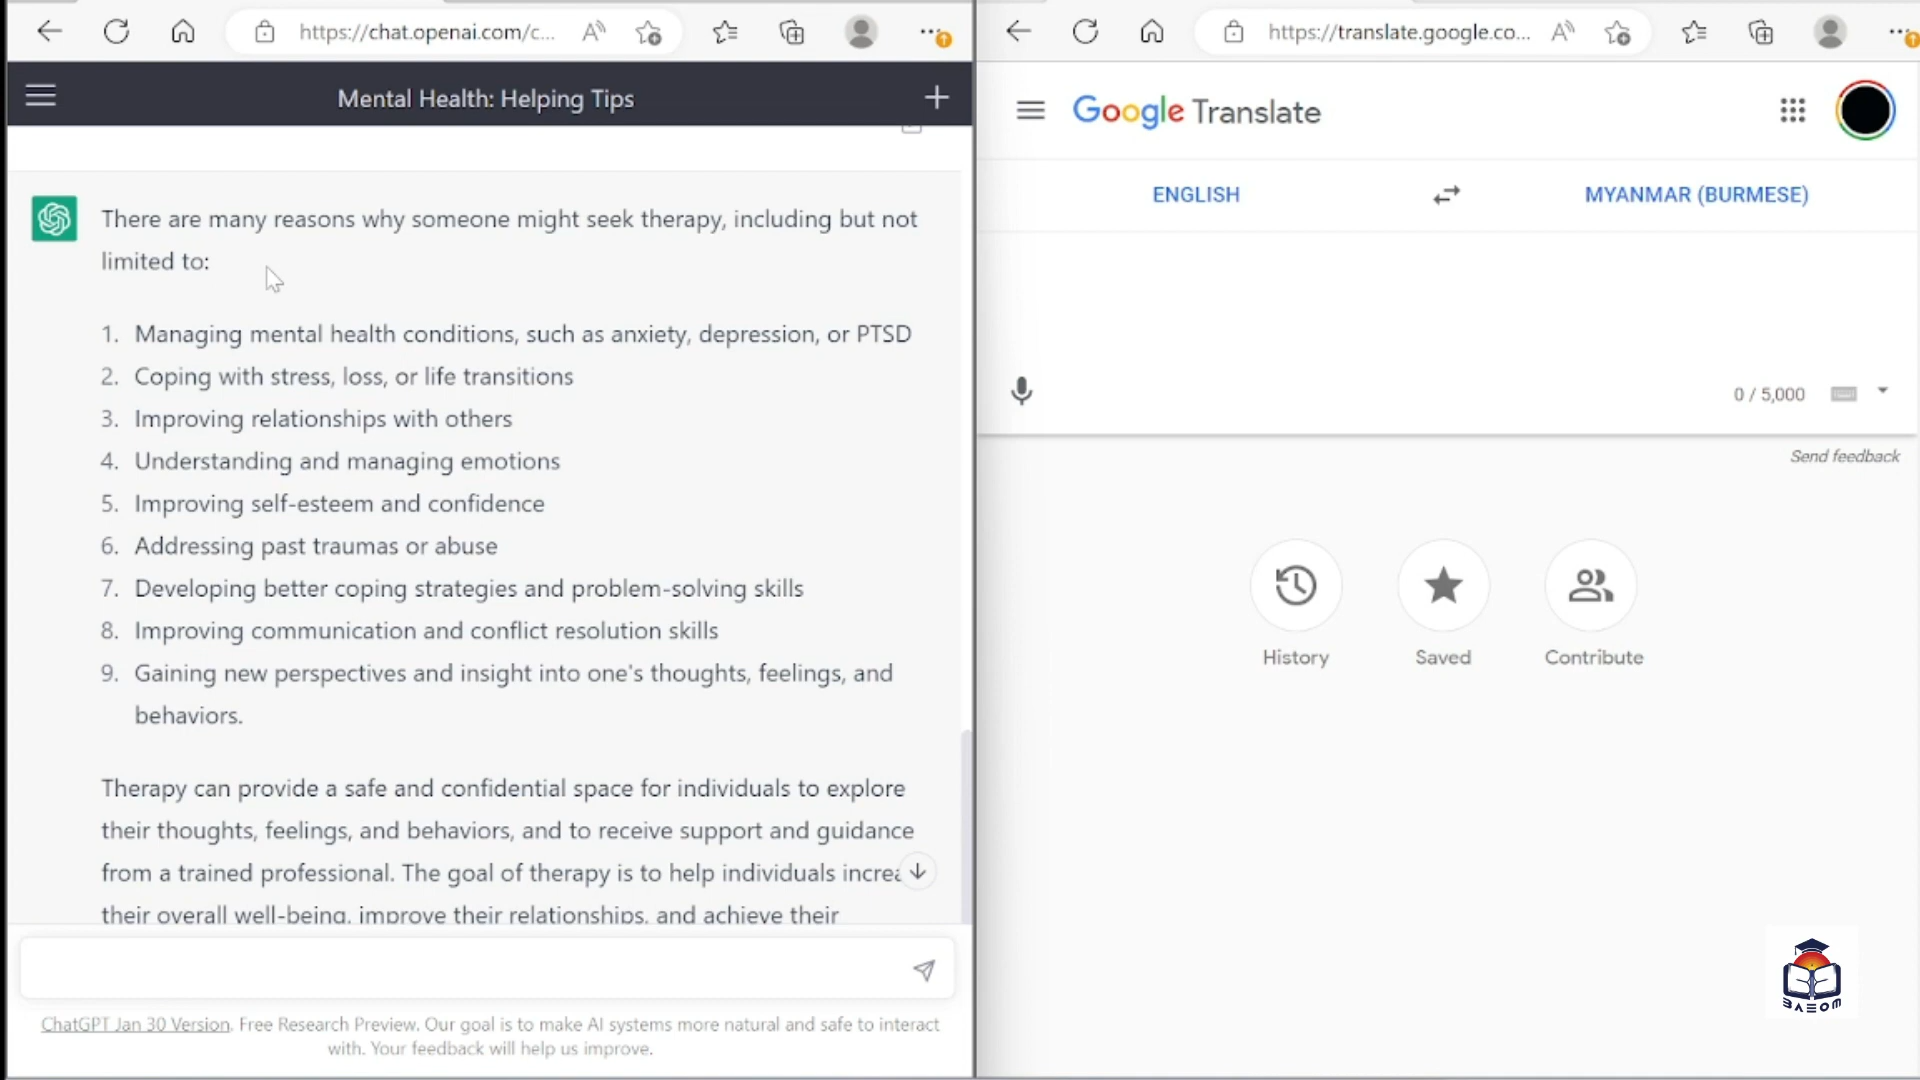 https://chat.openai.com/c...
Mental Health: Helping Tips
There are many reasons why someone might seek therapy, including but not
limited to:
1. Managing mental health conditions, such as anxiety, depression, or PTSD
2. Coping with stress, loss, or life transitions
3. Improving relationships with others
4. Understanding and managing emotions
5. Improving self-esteem and confidence
6. Addressing past traumas or abuse
7. Developing better coping strategies and problem-solving skills
8. Improving communication and conflict resolution skills
9. Gaining new perspectives and insight into one's thoughts, feelings, and
behaviors.
Therapy can provide a safe and confidential space for individuals to explore
their thoughts, feelings, and behaviors, and to receive support and guidance
from a trained professional. The goal of therapy is to help individuals
their overall well-being, improve their relationships, and achieve their
ChatGPT Jan 30 Version. Free Research Preview. Our goal is to make AI systems more natural and safe to interact
with. Your feedback will help us improve.
https://translate.google.co...
Google Translate
ENGLISH
MYANMAR (BURMESE)
0 / 5,000
Send feedback
History
Saved
Contribute